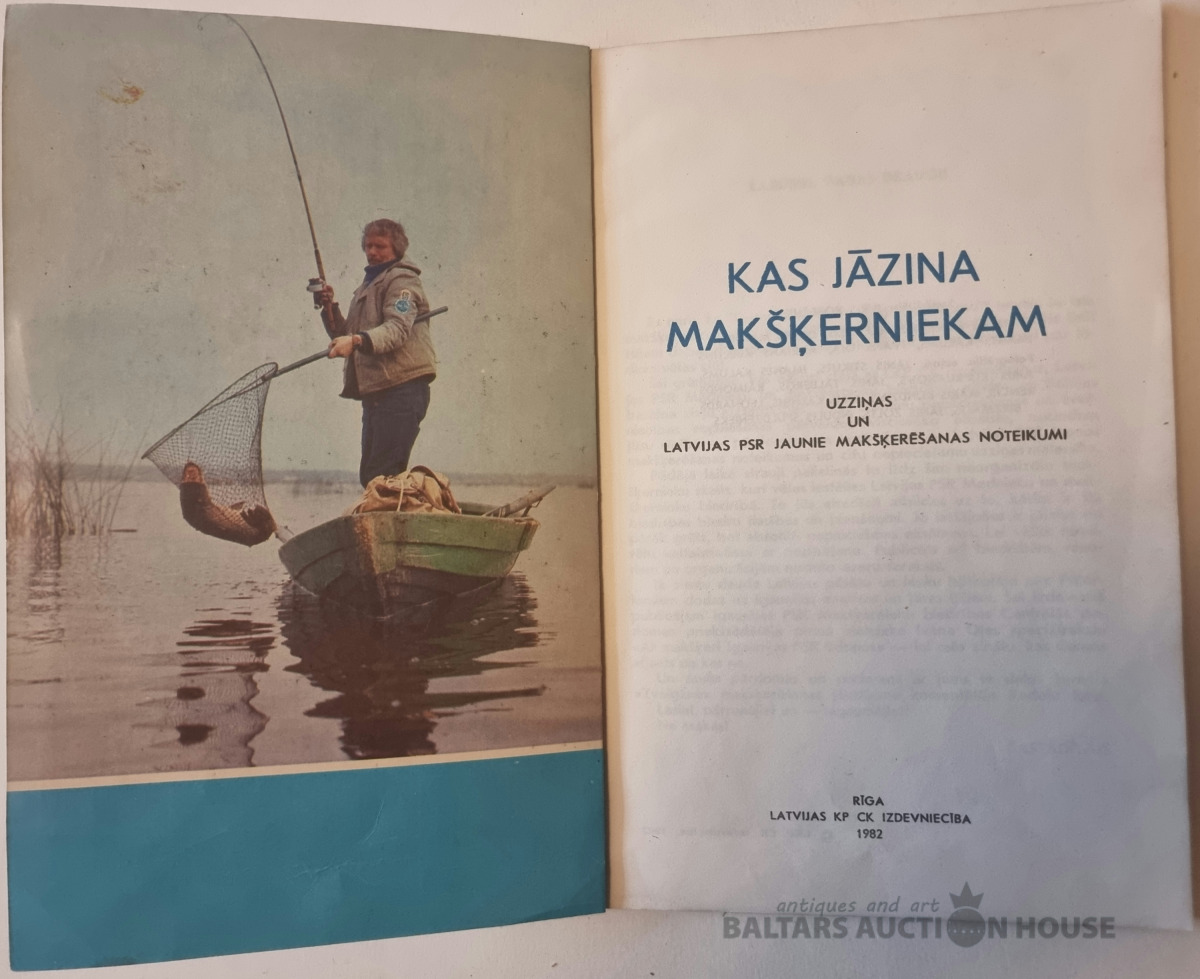 KAS JĀZINA
MAKŠĶERNIEKAM
UZZIŅAS
UN
LATVIJAS PSR JAUNIE MAKŠĶERĒŠANAS NOTEIKUMI
RĪGA
LATVIJAS KP CK IZDEVNIECĪBA
1982
antiques and art
BALTARS AUCTION HOUSE